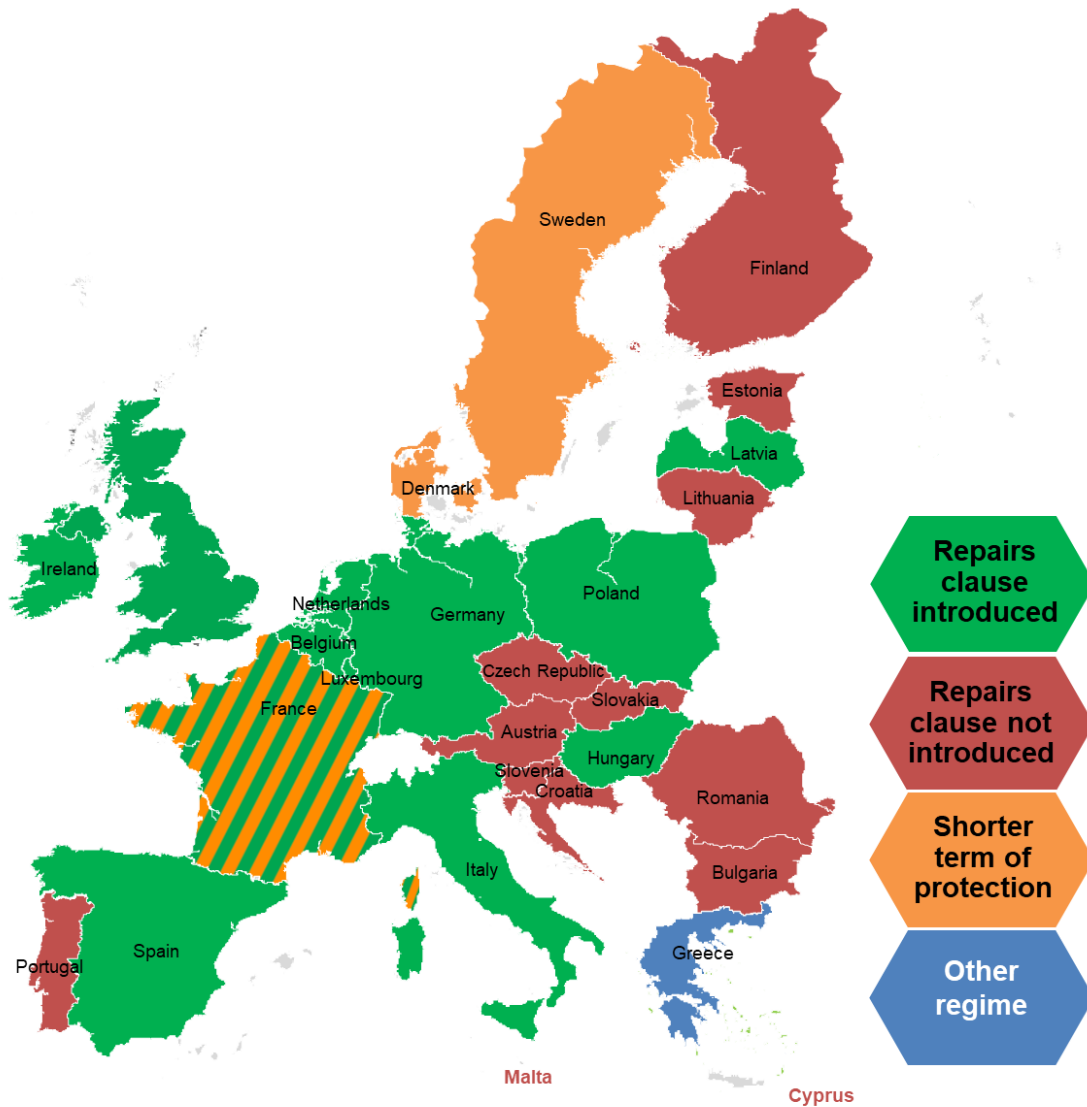 Sweden
Finland
Estonia
Latvia
Lithuania
Denmark
Ireland
Netherlands
Germany
Poland
Belgium
Luxembourg
France
Czech Republic
Slovakia
Austria
Hungary
Slovenia
Croatia
Romania
Italy
Bulgaria
Spain
Portugal
Greece
Malta
Cyprus
Repairs
clause
introduced
Repairs
clause not
introduced
Shorter
term of
protection
Other
regime